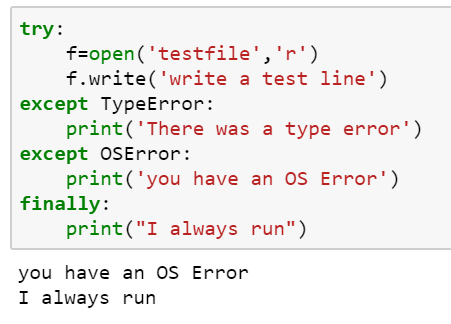 try:
    f=open('testfile','r')
    f.write('write a test line')
except TypeError:
    print('There was a type error')
except OSError:
    print('you have an OS Error')
finally:
    print("I always run")
you have an OS Error
I always run